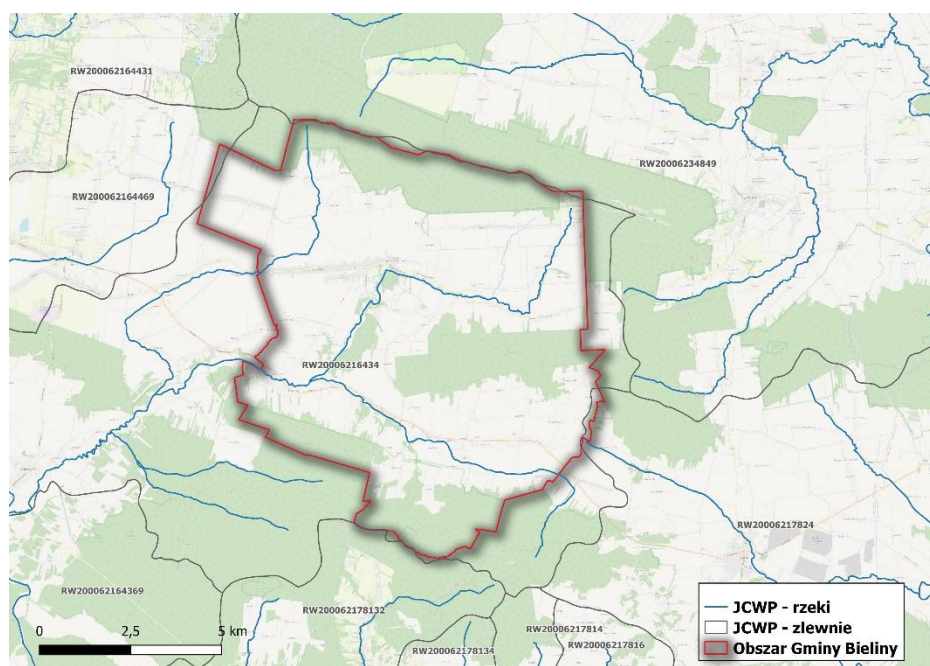 RW200062164431
RW20006234849
RW200062164469
RW20006216434
RW20006217824
RW200062164369
RW200062178132
RW20006217814
RW20006217816
RW200062178134
0 2,5 5 km
JCWP - rzeki
JCWP - zlewnie
Obszar Gminy Bieliny